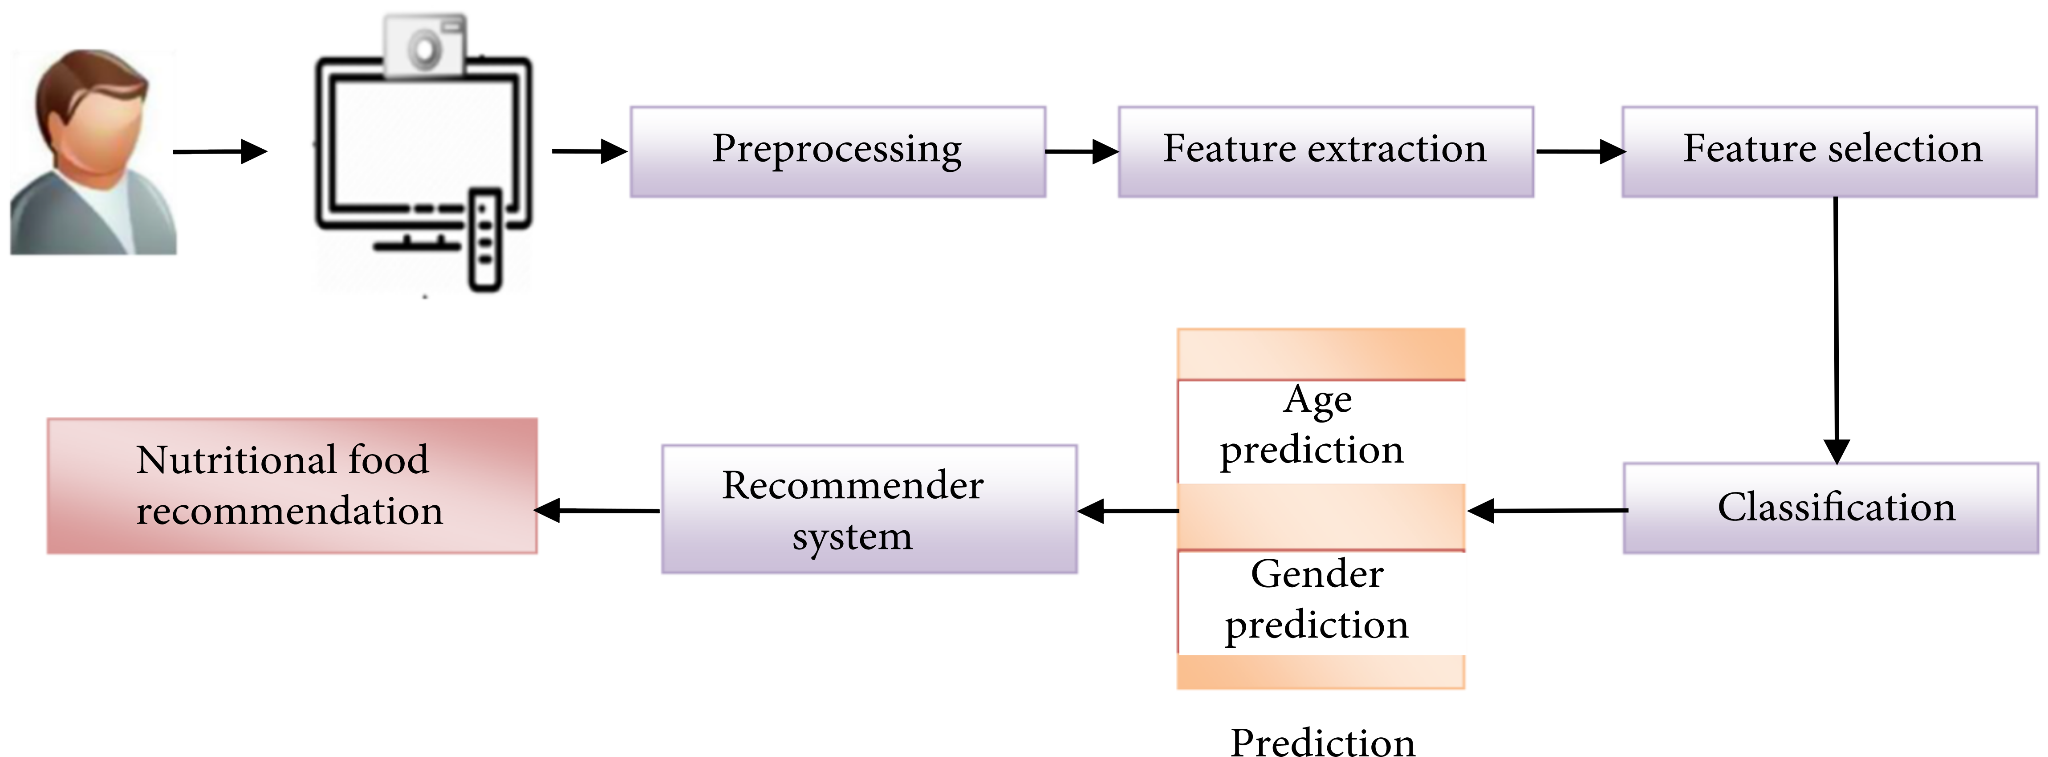 Preprocessing
Feature extraction
Feature selection
Nutritional food
recommendation
Recommender
system
Age
prediction
Gender
prediction
Classification
Prediction